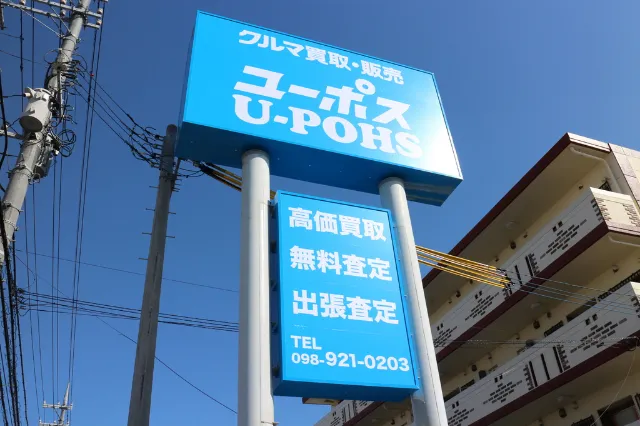 クルマ買取・販売
ユーポス
U-POHS
高価買取
無料査定
出張査定
TEL
098-921-0203